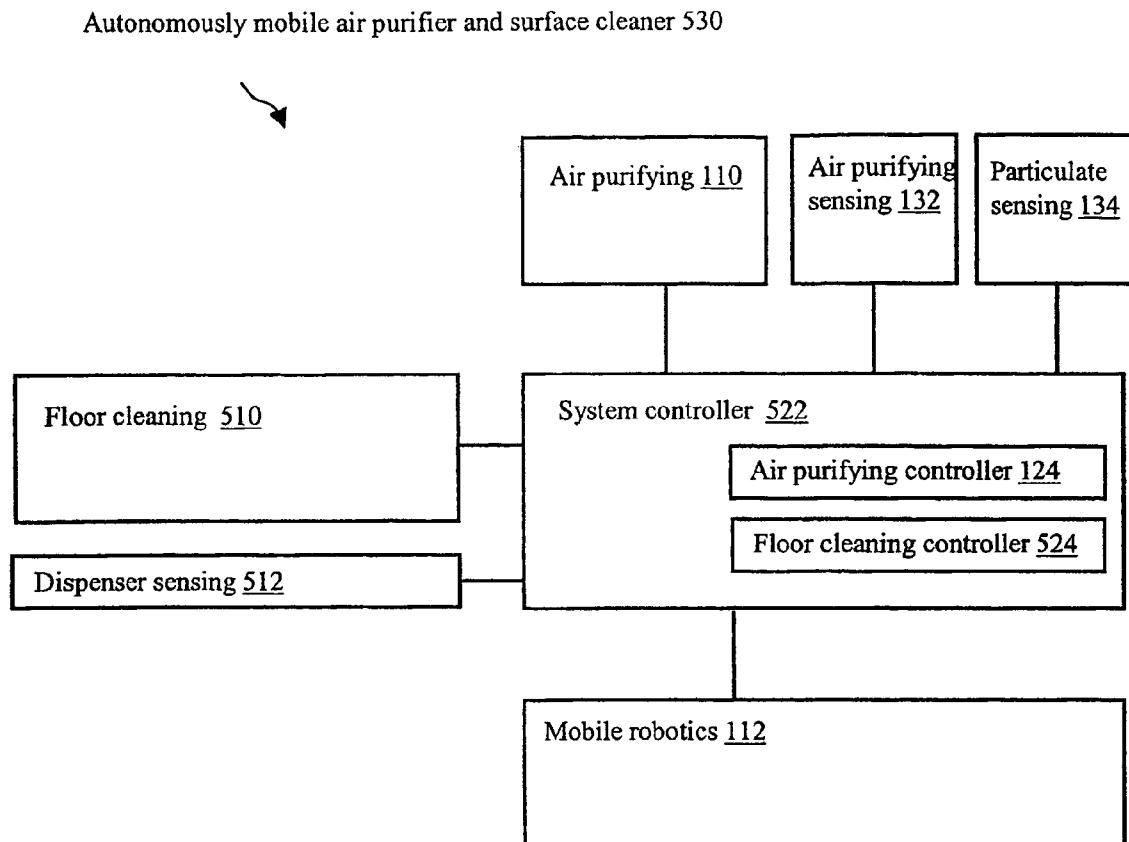 Autonomously mobile air purifier and surface cleaner 530
Air purifying 110
Air purifying
sensing 132
Particulate
sensing 134
Floor cleaning 510
System controller 522
Air purifying controller 124
Floor cleaning controller 524
Dispenser sensing 512
Mobile robotics 112